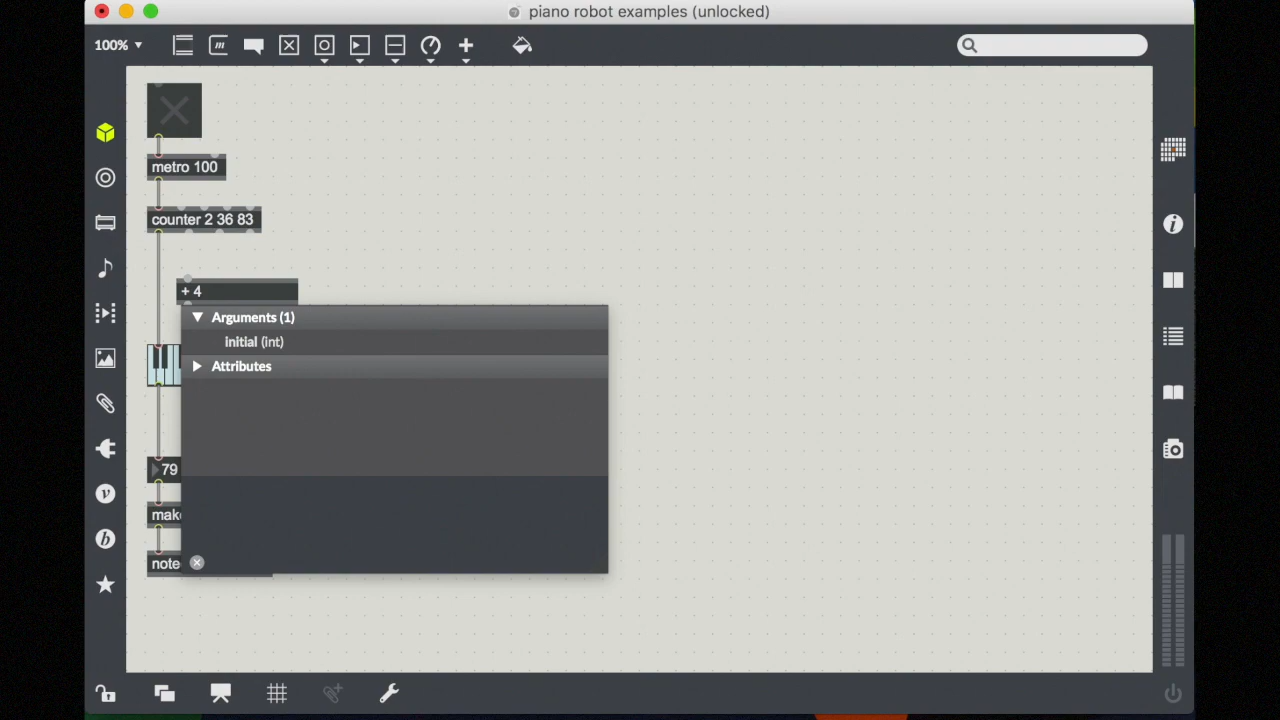 piano robot examples (unlocked)
100%
metro 100
counter 2 36 83
+ 4
Arguments (1)
initial (int)
Attributes
79
mak
note